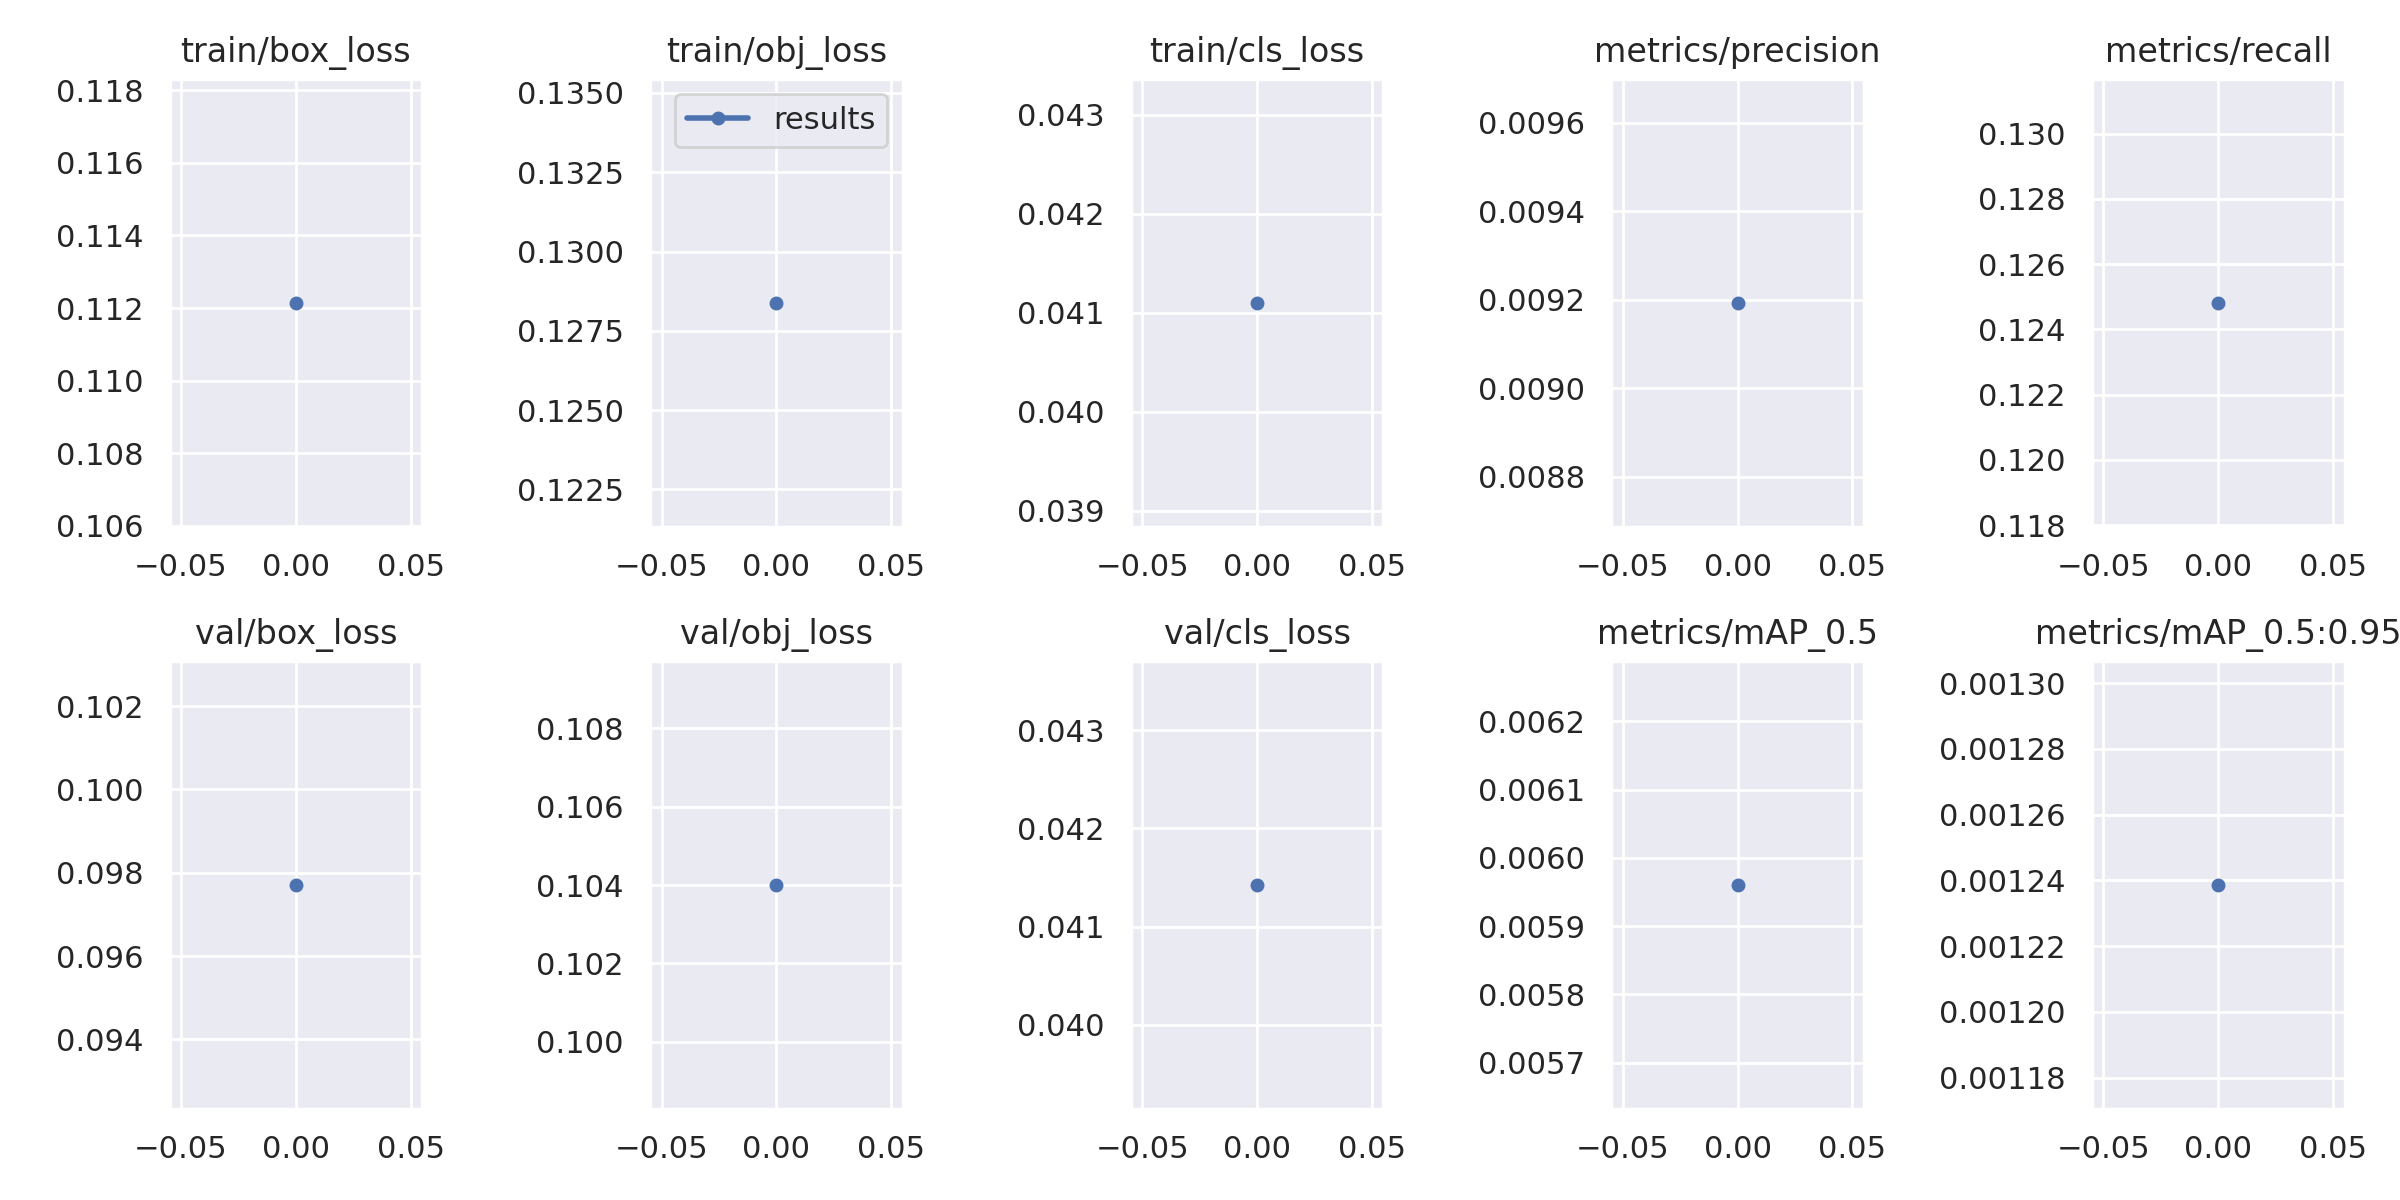 train/box_loss
0.118
0.116
0.114
0.112
0.110
0.108
0.106
−0.05 0.00 0.05
train/obj_loss
results
0.1350
0.1325
0.1300
0.1275
0.1250
0.1225
−0.05 0.00 0.05
train/cls_loss
0.043
0.042
0.041
0.040
0.039
−0.05 0.00 0.05
metrics/precision
0.0096
0.0094
0.0092
0.0090
0.0088
−0.05 0.00 0.05
metrics/recall
0.130
0.128
0.126
0.124
0.122
0.120
0.118
−0.05 0.00 0.05
val/box_loss
0.102
0.100
0.098
0.096
0.094
−0.05 0.00 0.05
val/obj_loss
0.108
0.106
0.104
0.102
0.100
−0.05 0.00 0.05
val/cls_loss
0.043
0.042
0.041
0.040
−0.05 0.00 0.05
metrics/mAP_0.5
0.0062
0.0061
0.0060
0.0059
0.0058
0.0057
−0.05 0.00 0.05
metrics/mAP_0.5:0.95
0.00130
0.00128
0.00126
0.00124
0.00122
0.00120
0.00118
−0.05 0.00 0.05